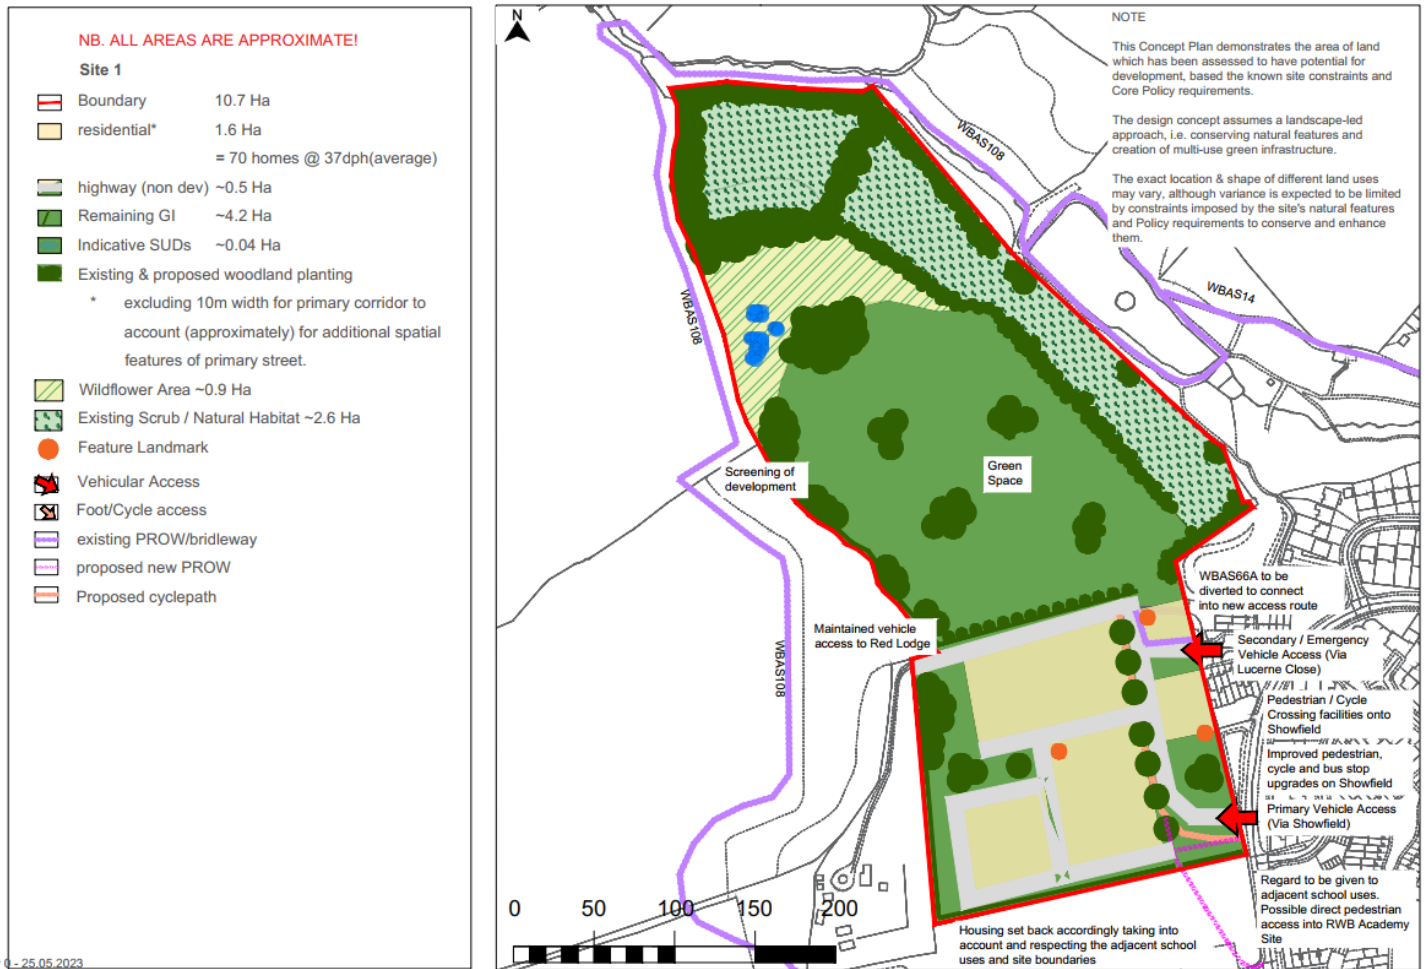 NB. ALL AREAS ARE APPROXIMATE!
Site 1
Boundary 10.7 Ha
residential* 1.6 Ha
= 70 homes @ 37dph(average)
highway (non dev) ~0.5 Ha
Remaining GI ~4.2 Ha
Indicative SUDs ~0.04 Ha
Existing & proposed woodland planting
* excluding 10m width for primary corridor to
account (approximately) for additional spatial
features of primary street.
Wildflower Area ~0.9 Ha
Existing Scrub / Natural Habitat ~2.6 Ha
Feature Landmark
Vehicular Access
Foot/Cycle access
existing PROW/bridleway
proposed new PROW
Proposed cyclepath
0 - 25.05.2023
N
NOTE
This Concept Plan demonstrates the area of land
which has been assessed to have potential for
development, based the known site constraints and
Core Policy requirements.
The design concept assumes a landscape-led
approach, i.e. conserving natural features and
creation of multi-use green infrastructure.
The exact location & shape of different land uses
may vary, although variance is expected to be limited
by constraints imposed by the site's natural features
and Policy requirements to conserve and enhance
them.
WBAS108
WBAS14
WBAS108
Screening of
development
Green
Space
WBAS66A to be
diverted to connect
into new access route
Maintained vehicle
access to Red Lodge
Secondary / Emergency
Vehicle Access (Via
Lucerne Close)
WBAS108
Pedestrian / Cycle
Crossing facilities onto
Showfield
Improved pedestrian,
cycle and bus stop
upgrades on Showfield
Primary Vehicle Access
(Via Showfield)
Regard to be given to
adjacent school uses.
Possible direct pedestrian
access into RWB Academy
Site
0 50 100 150 200
Housing set back accordingly taking into
account and respecting the adjacent school
uses and site boundaries